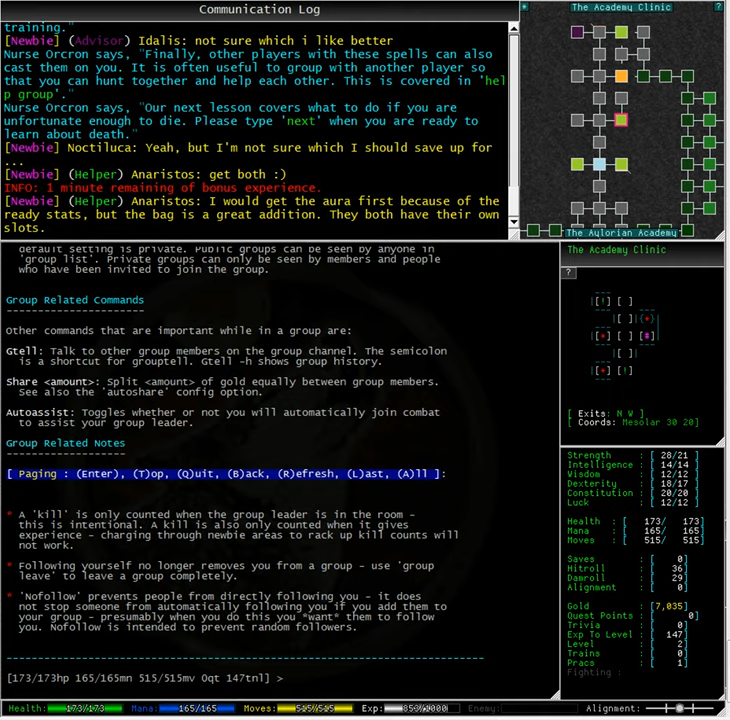 Communication Log
training."
[Newbie] (Advisor) Idalis: not sure which i like better
Nurse Orcron says, "Finally, other players with these spells can also
cast them on you. It is often useful to group with another player so
that you can hunt together and help each other. This is covered in 'hel
p group'."
Nurse Orcron says, "Our next lesson covers what to do if you are
unfortunate enough to die. Please type 'next' when you are ready to
learn about death."
[Newbie] Noctiluca: Yeah, but I'm not sure which I should save up for
...
[Newbie] (Helper) Anaristos: get both :)
INFO: 1 minute remaining of bonus experience.
[Newbie] (Helper) Anaristos: I would get the aura first because of the
ready stats, but the bag is a great addition. They both have their own
slots.
The Academy Clinic
?
The Aylorian Academy
default setting is private. Public groups can be seen by anyone in
'group list'. Private groups can only be seen by members and people
who have been invited to join the group.
Group Related Commands
----------------------
Other commands that are important while in a group are:
Gtell: Talk to other group members on the group channel. The semicolon
is a shortcut for grouptell. Gtell -h shows group history.
Share <amount>: Split <amount> of gold equally between group members.
See also the 'autoshare' config option.
Autoassist: Toggles whether or not you will automatically join combat
to assist your group leader.
Group Related Notes
-------------------
[ Paging : (Enter), (T)op, (Q)uit, (B)ack, (R)efresh, (L)ast, (A)ll ]:
* A 'kill' is only counted when the group leader is in the room -
this is intentional. A kill is also only counted when it gives
experience - charging through newbie areas to rack up kill counts will
not work.
* Following yourself no longer removes you from a group - use 'group
leave' to leave a group completely.
* 'Nofollow' prevents people from directly following you - it does
not stop someone from automatically following you if you add them to
your group - presumably when you do this you *want* them to follow
you. Nofollow is intended to prevent random followers.
[173/173hp 165/165mn 515/515mv 0qt 147tnl] >
The Academy Clinic
?
[ Exits: N W ]
[ Coords: Mesolar 30 20]
Strength : [ 28/21 ]
Intelligence : [ 14/14 ]
Wisdom : [ 12/12 ]
Dexterity : [ 18/17 ]
Constitution : [ 20/20 ]
Luck : [ 12/12 ]
Health : [ 173/ 173]
Mana : [ 165/ 165]
Moves : [ 515/ 515]
Saves : [ 0]
Hitroll : [ 36]
Damroll : [ 29]
Alignment : [ 0]
Gold : [7,035]
Quest Points : [ 0]
Trivia : [ 0]
Exp To Level : [ 147]
Level : [ 2]
Trains : [ 0]
Pracs : [ 1]
Fighting :
Health: 173/173 Mana: 165/165 Moves: 515/515 Exp: 853/1000 Enemy: Alignment: